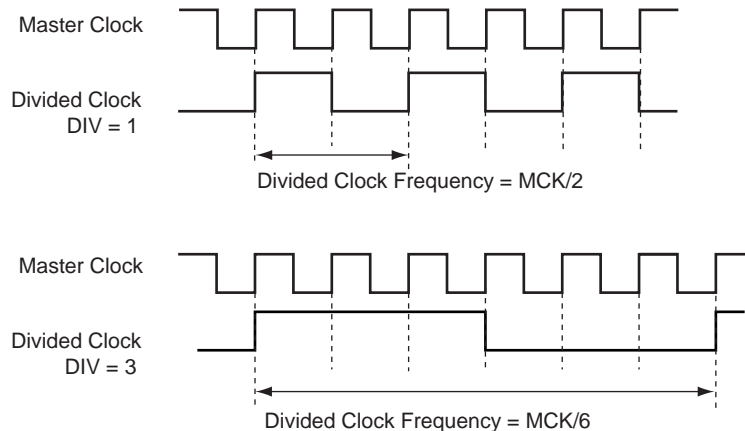 Master Clock
Divided Clock
DIV = 1
Divided Clock Frequency = MCK/2
Master Clock
Divided Clock
DIV = 3
Divided Clock Frequency = MCK/6